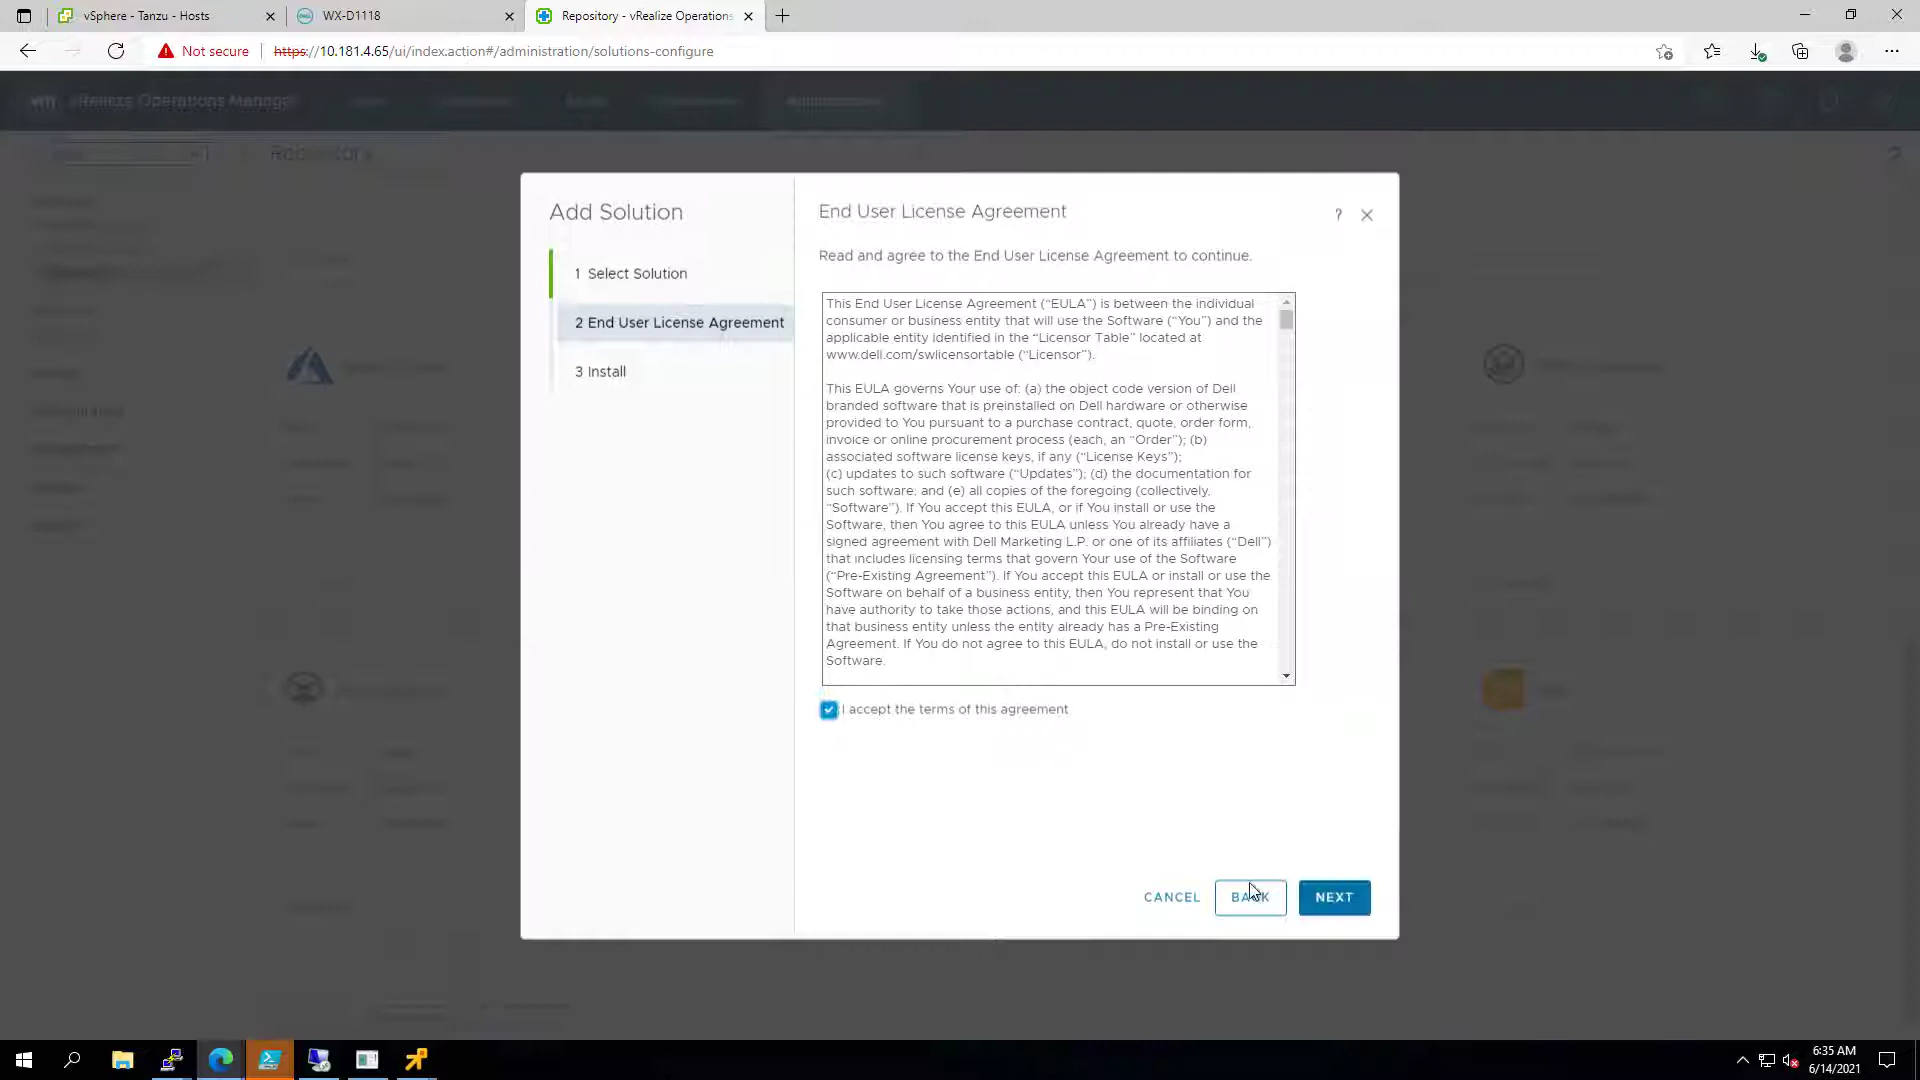 vSphere - Tanzu - Hosts
WX-D1118
Repository - vRealize Operations
Not secure
https://10.181.4.65/ui/index.action#/administration/solutions-configure
vm
vRealize Operations Manager
Repository
Add Solution
1 Select Solution
2 End User License Agreement
3 Install
End User License Agreement
?
Read and agree to the End User License Agreement to continue.
This End User License Agreement (“EULA”) is between the individual
consumer or business entity that will use the Software (“You”) and the
applicable entity identified in the “Licensor Table” located at
www.dell.com/swlicensortable (“Licensor”).
This EULA governs Your use of: (a) the object code version of Dell
branded software that is preinstalled on Dell hardware or otherwise
provided to You pursuant to a purchase contract, quote, order form,
invoice or online procurement process (each, an “Order”); (b)
associated software license keys, if any (“License Keys”);
(c) updates to such software (“Updates”); (d) the documentation for
such software; and (e) all copies of the foregoing (collectively,
“Software”). If You accept this EULA, or if You install or use the
Software, then You agree to this EULA unless You already have a
signed agreement with Dell Marketing L.P. or one of its affiliates (“Dell”)
that includes licensing terms that govern Your use of the Software
(“Pre-Existing Agreement”). If You accept this EULA or install or use the
Software on behalf of a business entity, then You represent that You
have authority to take those actions, and this EULA will be binding on
that business entity unless the entity already has a Pre-Existing
Agreement. If You do not agree to this EULA, do not install or use the
Software.
I accept the terms of this agreement
CANCEL
BACK
NEXT
6:35 AM
6/14/2021